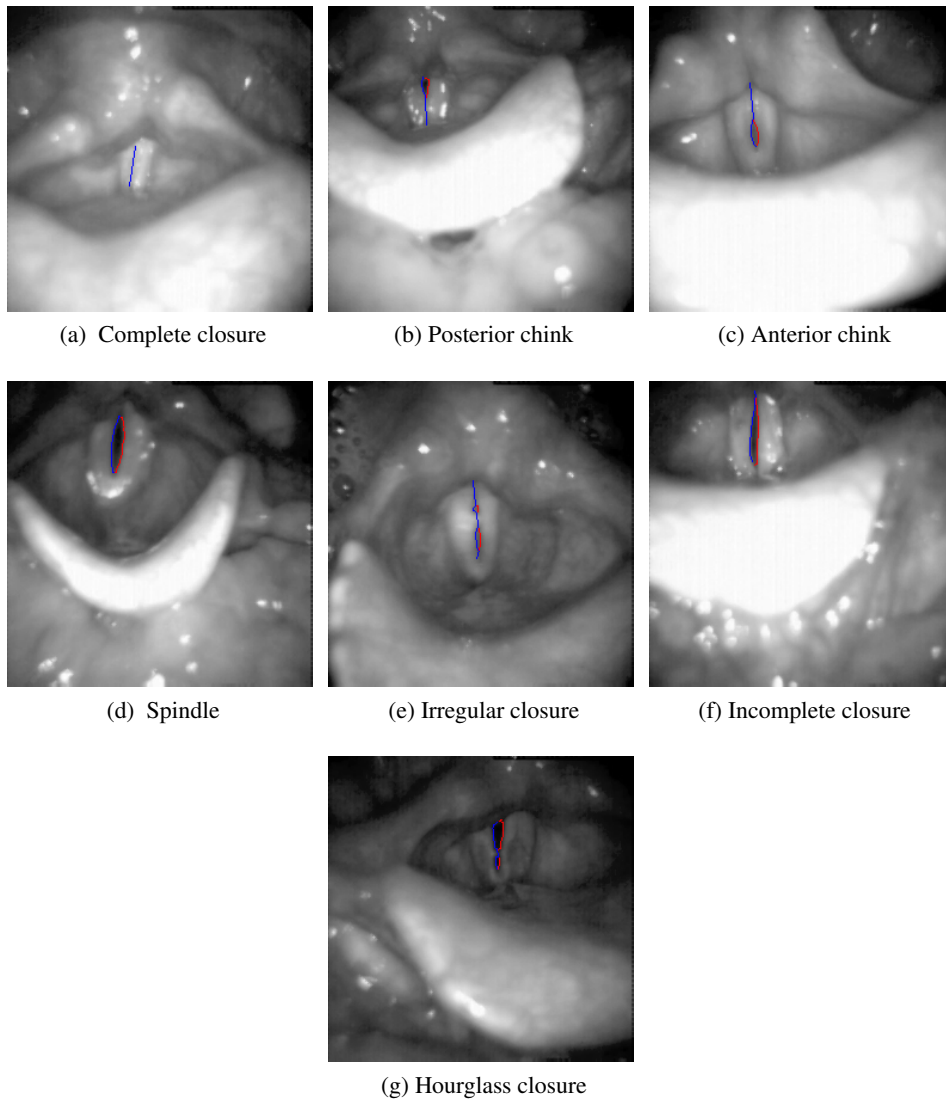 (a) Complete closure
(b) Posterior chink
(c) Anterior chink
(d) Spindle
(e) Irregular closure
(f) Incomplete closure
(g) Hourglass closure